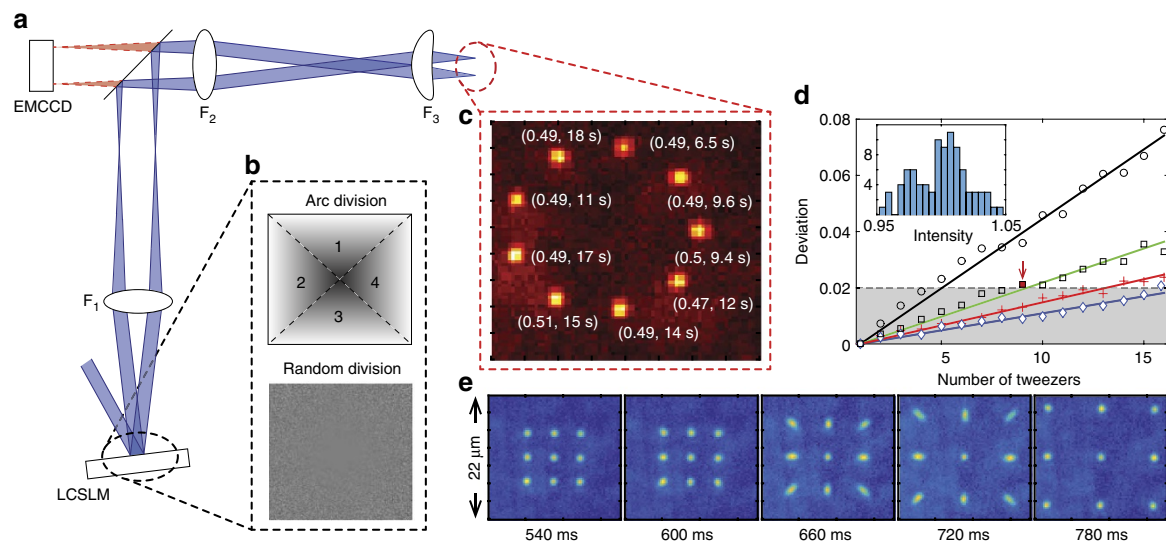 a
EMCCD
F2
F3
F1
LCSLM
b
Arc division
1
2
4
3
Random division
c
(0.49, 18 s)
(0.49, 6.5 s)
(0.49, 11 s)
(0.49, 9.6 s)
(0.49, 17 s)
(0.5, 9.4 s)
(0.47, 12 s)
(0.51, 15 s)
(0.49, 14 s)
d
0.08
0.06
0.04
0.02
0
Deviation
8
4
0.95
1.05
Intensity
5
10
15
Number of tweezers
e
22 μm
540 ms
600 ms
660 ms
720 ms
780 ms